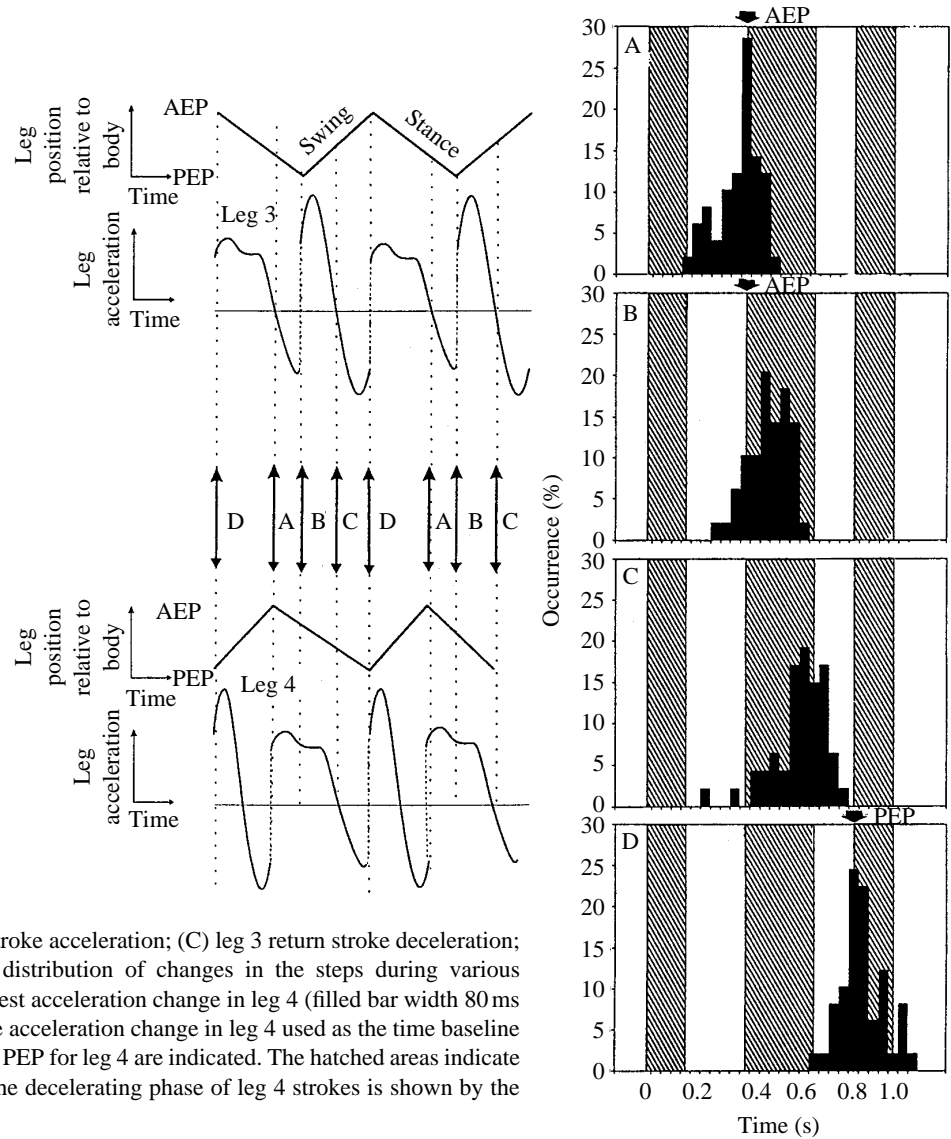 AEP
Leg
position
relative to
body
PEP
Time
Swing
Stance
Leg 3
Leg
acceleration
Time
D
A
B
C
D
A
B
C
Leg
position
relative to
body
AEP
PEP
Time
Leg 4
Leg
acceleration
Time
troke acceleration; (C) leg 3 return stroke deceleration;
distribution of changes in the steps during various
est acceleration change in leg 4 (filled bar width 80 ms
e acceleration change in leg 4 used as the time baseline
PEP for leg 4 are indicated. The hatched areas indicate
he decelerating phase of leg 4 strokes is shown by the
Occurrence (%)
AEP
A
30
25
20
15
10
5
0
AEP
B
30
25
20
15
10
5
0
C
30
25
20
15
10
5
0
PEP
D
30
25
20
15
10
5
0
0 0.2 0.4 0.6 0.8 1.0
Time (s)